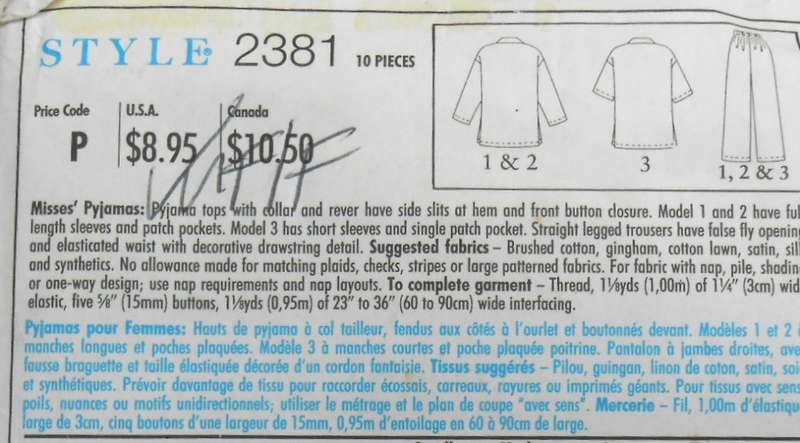 STYLE® 2381 10 PIECES
Price Code
P
U.S.A.
$8.95
Canada
$10.50
1 & 2
3
1, 2 & 3
Misses' Pyjamas: Pyjama tops with collar and rever have side slits at hem and front button closure. Model 1 and 2 have ful
length sleeves and patch pockets. Model 3 has short sleeves and single patch pocket. Straight legged trousers have false fly opening
and elasticated waist with decorative drawstring detail. Suggested fabrics – Brushed cotton, gingham, cotton lawn, satin, sil
and synthetics. No allowance made for matching plaids, checks, stripes or large patterned fabrics. For fabric with nap, pile, shadin
or one-way design; use nap requirements and nap layouts. To complete garment – Thread, 1⅛yds (1,00m) of 1¼" (3cm) wid
elastic, five ⅝" (15mm) buttons, 1⅛yds (0,95m) of 23" to 36" (60 to 90cm) wide interfacing.
Pyjamas pour Femmes: Hauts de pyjama à col tailleur, fendus aux côtés à l'ourlet et boutonnés devant. Modèles 1 et 2
manches longues et poches plaquées. Modèle 3 à manches courtes et poche plaquée poitrine. Pantalon à jambes droites, ave
fausse braguette et taille élastiquée décorée d'un cordon fantaisie. Tissus suggérés – Pilou, guingan, linon de coton, satin, soi
et synthétiques. Prévoir davantage de tissu pour raccorder écossais, carreaux, rayures ou imprimés géants. Pour tissus avec sens
poils, nuances ou motifs unidirectionnels; utiliser le métrage et le plan de coupe "avec sens". Mercerie – Fil, 1,00m d'élastiqu
large de 3cm, cinq boutons d'une largeur de 15mm, 0,95m d'entoilage en 60 à 90cm de large.